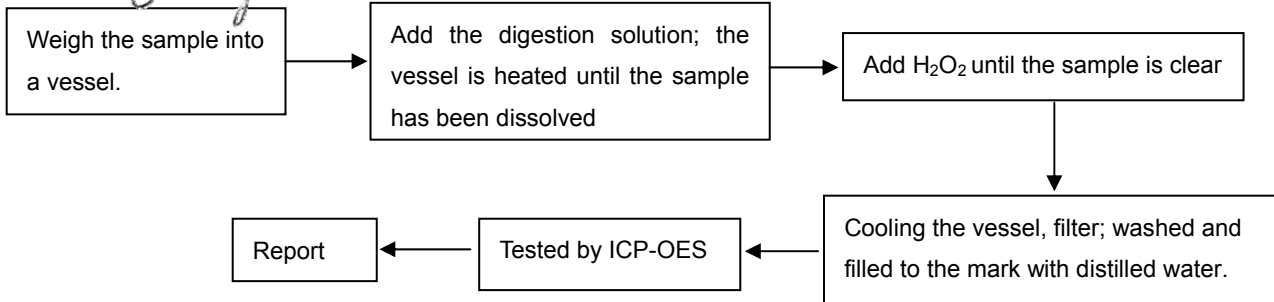 Weigh the sample into
a vessel.
Add the digestion solution; the
vessel is heated until the sample
has been dissolved
Add H₂O₂ until the sample is clear
Cooling the vessel, filter; washed and
filled to the mark with distilled water.
Tested by ICP-OES
Report